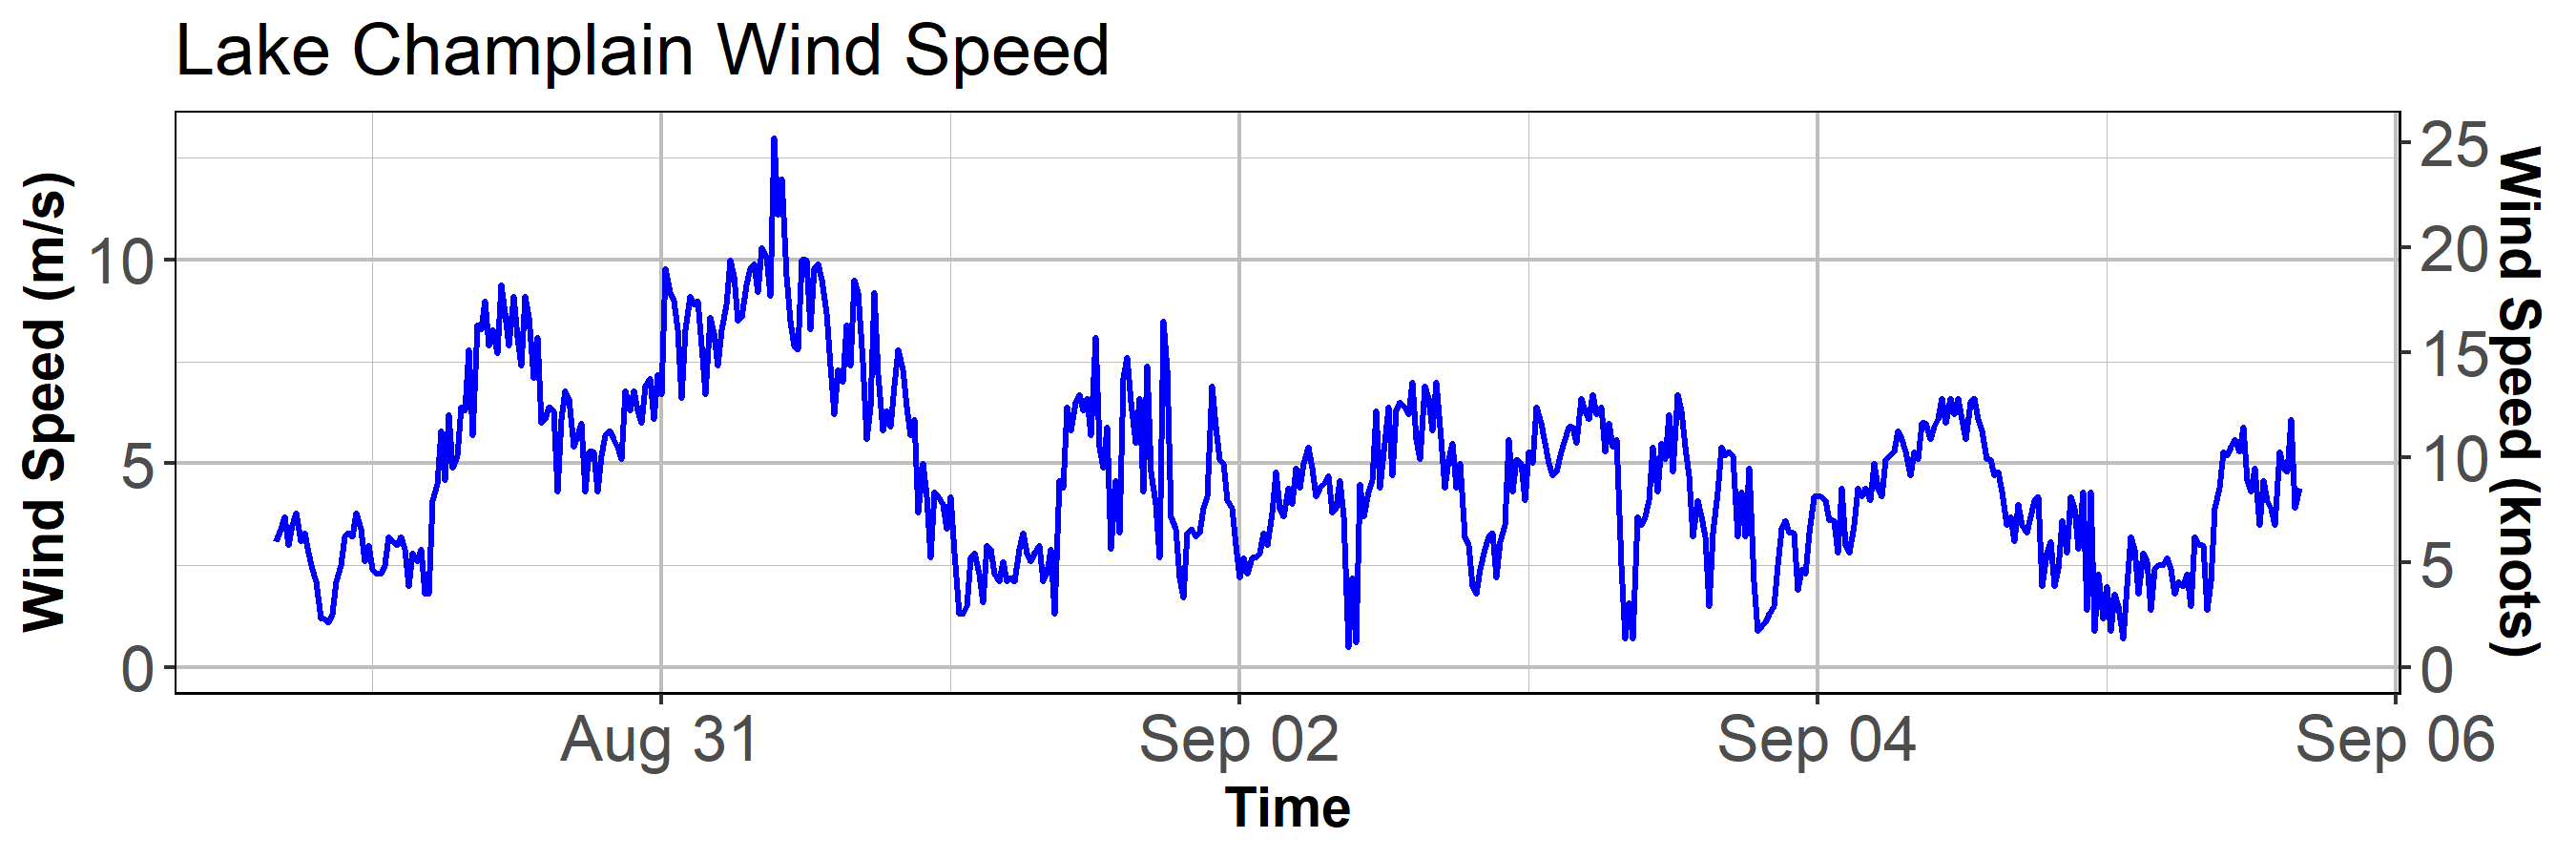 Lake Champlain Wind Speed
Wind Speed (m/s)
10
5
0
25
20
15
10
5
0
Wind Speed (knots)
Aug 31
Sep 02
Sep 04
Sep 06
Time